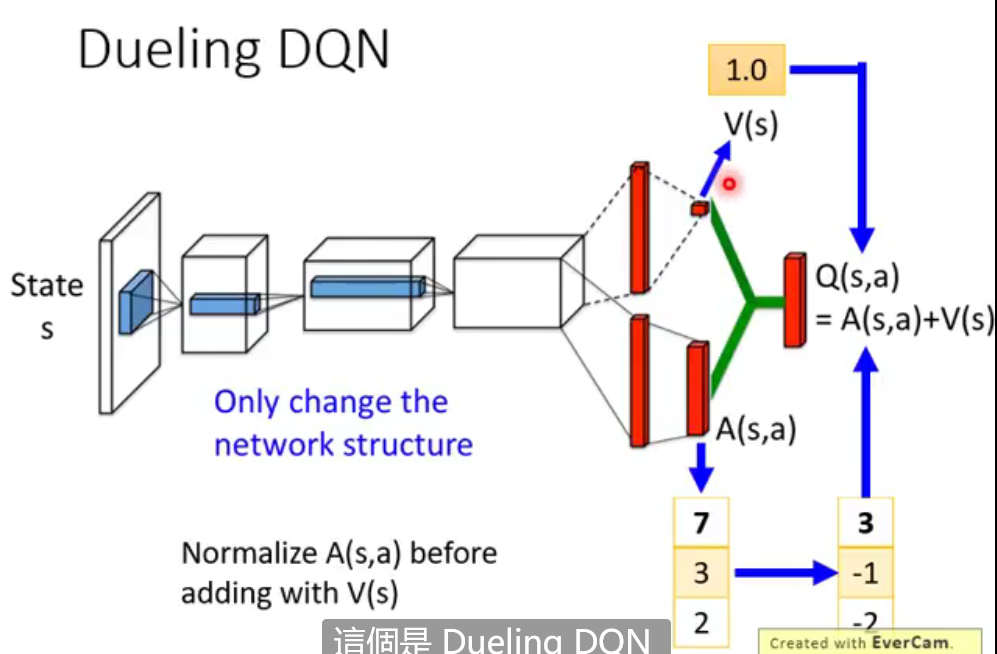 Dueling DQN
1.0
V(s)
State
s
Q(s,a)
= A(s,a)+V(s)
Only change the
network structure
A(s,a)
Normalize A(s,a) before
adding with V(s)
7
3
2
3
-1
-2
這個是 Dueling DQN
Created with EverCam.